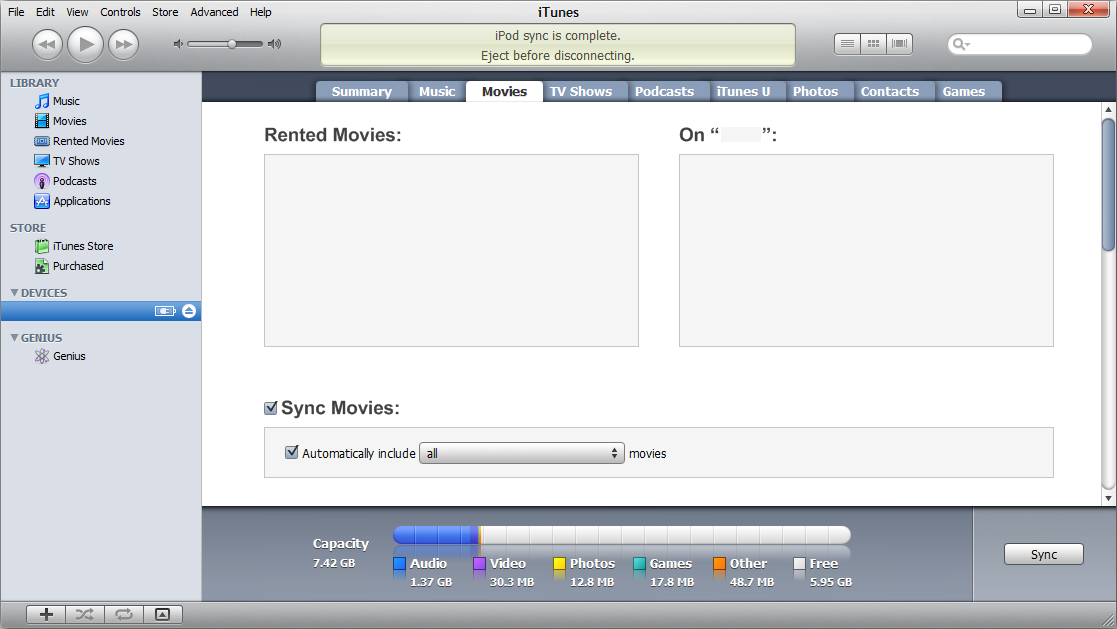 File Edit View Controls Store Advanced Help
iTunes
iPod sync is complete.
Eject before disconnecting.
LIBRARY
Music
Movies
Rented Movies
TV Shows
Podcasts
Applications
STORE
iTunes Store
Purchased
DEVICES
GENIUS
Genius
Summary Music Movies TV Shows Podcasts iTunes U Photos Contacts Games
Rented Movies:
On “ ”:
Sync Movies:
Automatically include all movies
Capacity
7.42 GB
Audio
1.37 GB
Video
30.3 MB
Photos
12.8 MB
Games
17.8 MB
Other
48.7 MB
Free
5.95 GB
Sync